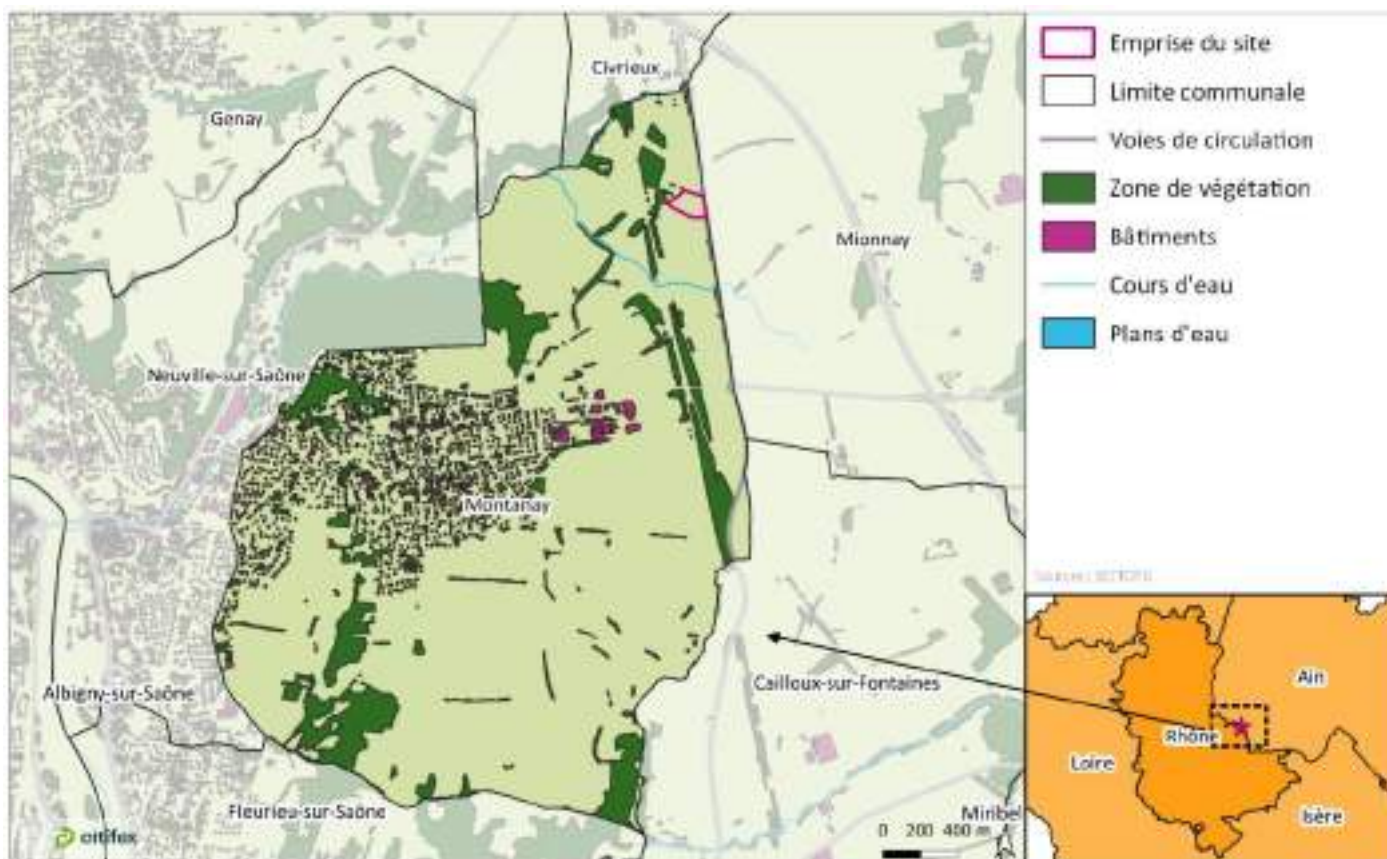 Civrieux
Genay
Mionnay
Neuville-sur-Saône
Montanay
Albigny-sur-Saône
Cailloux-sur-Fontaines
Fleurieu-sur-Saône
Miribel
0 200 400 m
Emprise du site
Limite communale
Voies de circulation
Zone de végétation
Bâtiments
Cours d'eau
Plans d'eau
Ain
Rhône
Loire
Isère